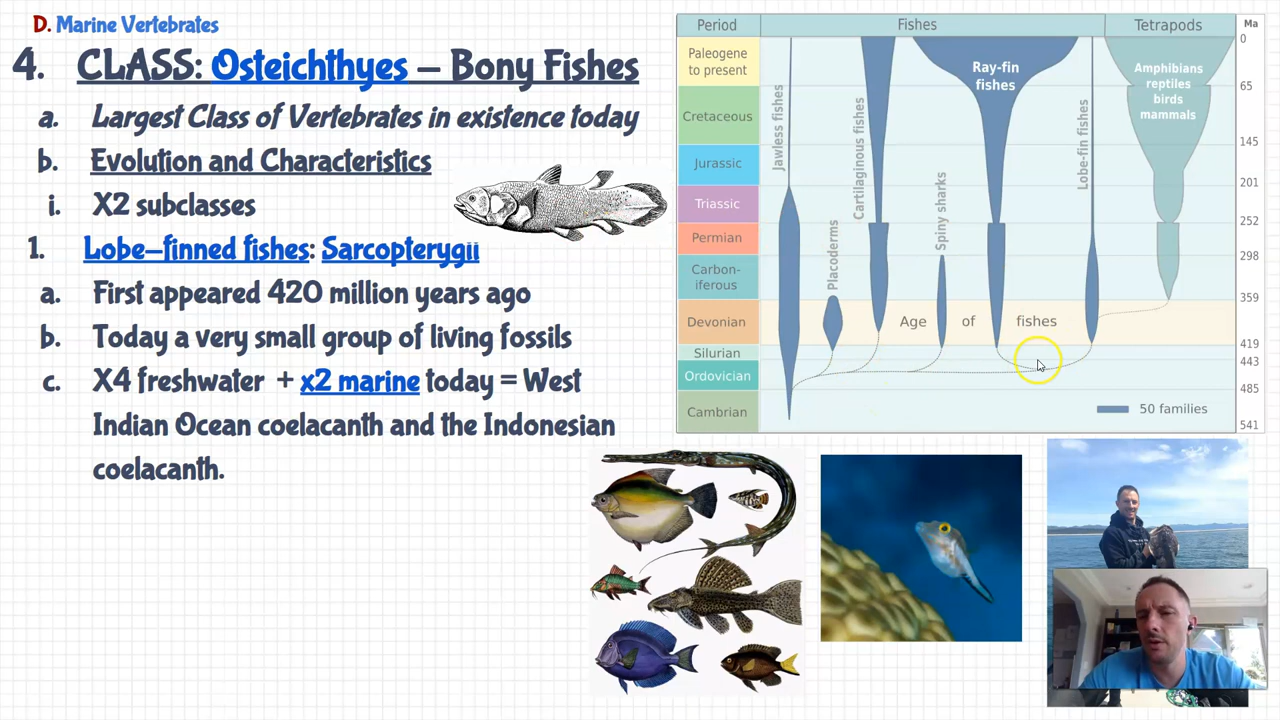 D. Marine Vertebrates
4. CLASS: Osteichthyes – Bony Fishes
a. Largest Class of Vertebrates in existence today
b. Evolution and Characteristics
i. X2 subclasses
1. Lobe-finned fishes: Sarcopterygii
a. First appeared 420 million years ago
b. Today a very small group of living fossils
c. X4 freshwater + x2 marine today = West
Indian Ocean coelacanth and the Indonesian
coelacanth.
Period
Fishes
Tetrapods
Ma
Paleogene
to present
Cretaceous
Jurassic
Triassic
Permian
Carbon-
iferous
Devonian
Silurian
Ordovician
Cambrian
Jawless fishes
Placoderms
Cartilaginous fishes
Spiny sharks
Ray-fin
fishes
Lobe-fin fishes
Amphibians
reptiles
birds
mammals
Age of fishes
50 families
0
65
145
201
252
298
359
419
443
485
541